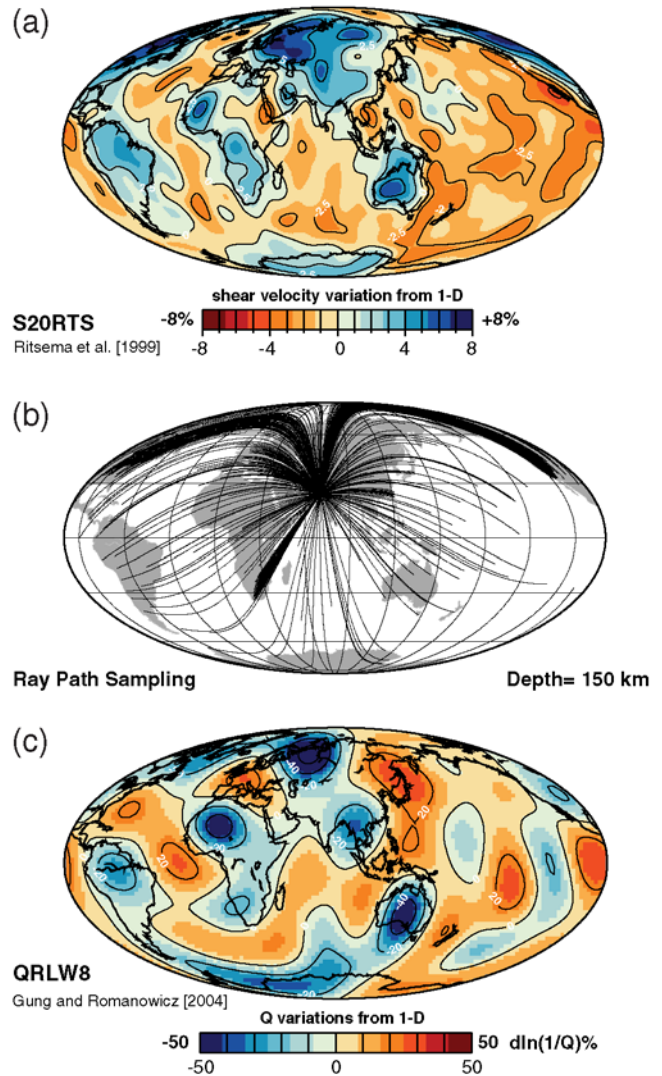 (a)
shear velocity variation from 1-D
S20RTS
-8%
+8%
Ritsema et al. [1999]
-8 -4 0 4 8
(b)
Ray Path Sampling
Depth= 150 km
(c)
QRLW8
Gung and Romanowicz [2004]
Q variations from 1-D
-50
50 dln(1/Q)%
-50 0 50